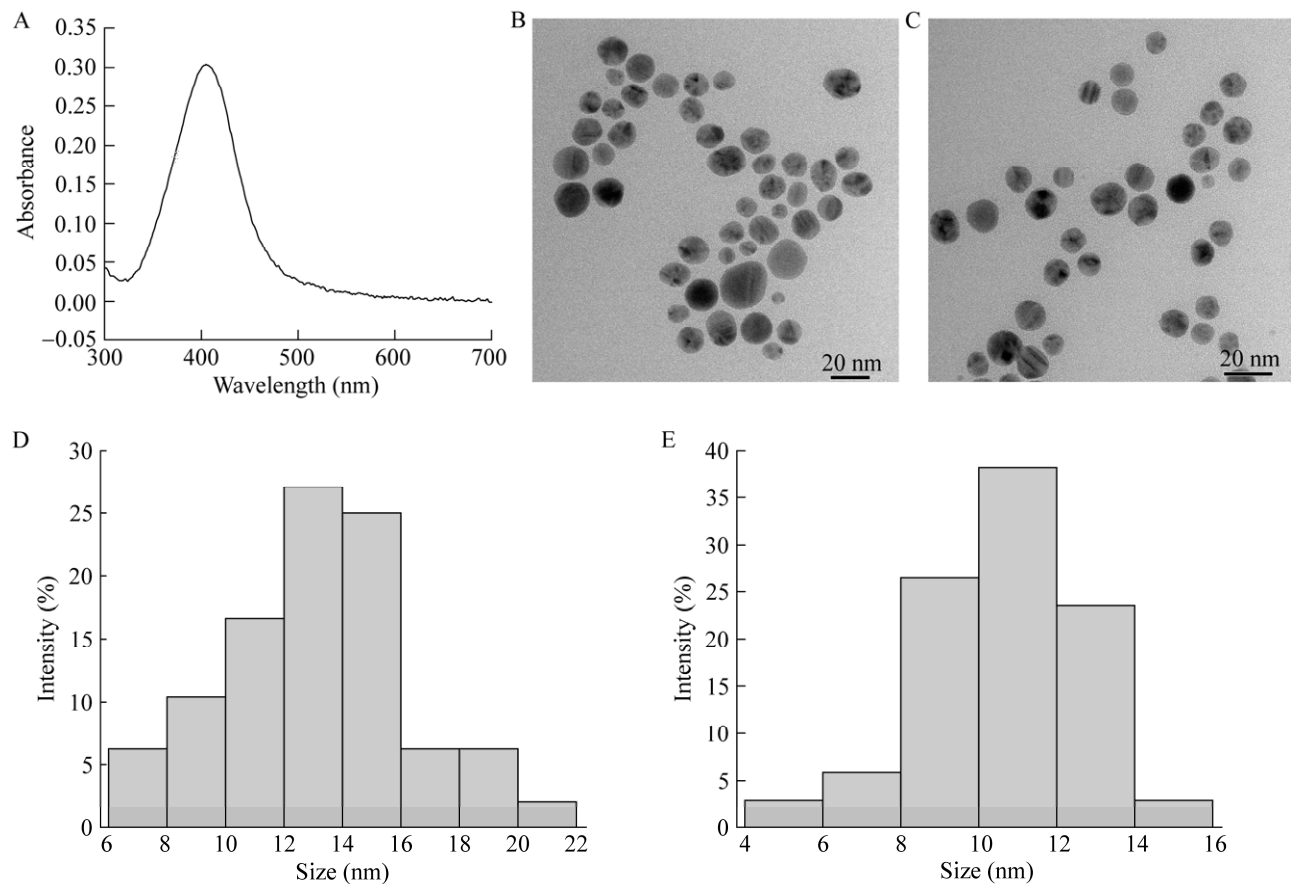 A
0.35
0.30
0.25
0.20
0.15
0.10
0.05
0.00
–0.05
Absorbance
300 400 500 600 700
Wavelength (nm)
B
20 nm
C
20 nm
D
30
25
20
15
10
5
0
Intensity (%)
6 8 10 12 14 16 18 20 22
Size (nm)
E
40
35
30
25
20
15
10
5
0
Intensity (%)
4 6 8 10 12 14 16
Size (nm)